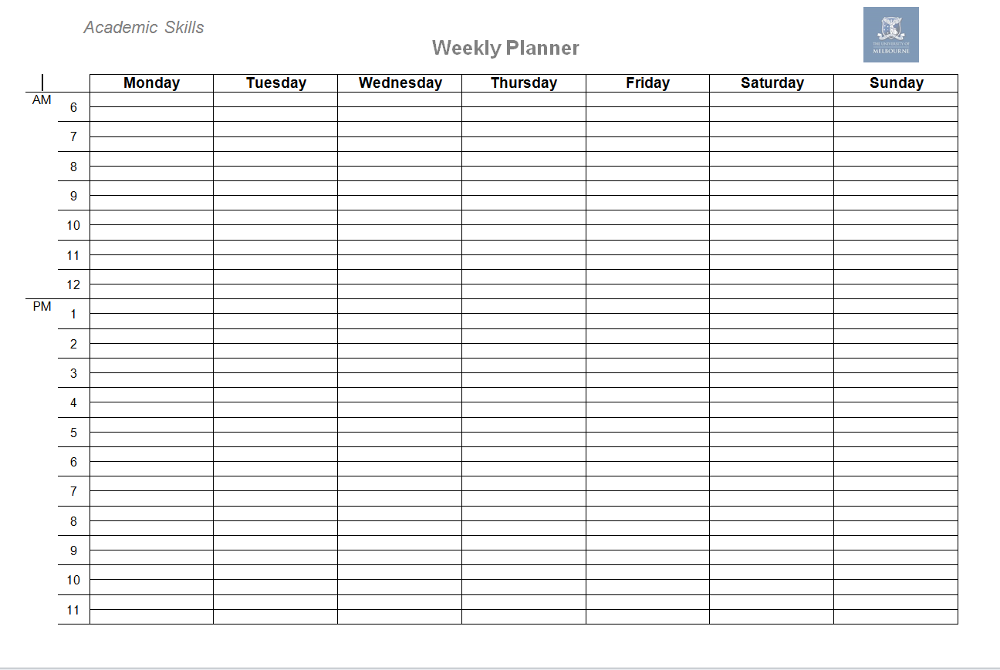 Academic Skills
Weekly Planner
THE UNIVERSITY OF
MELBOURNE
Monday Tuesday Wednesday Thursday Friday Saturday Sunday
AM
6
7
8
9
10
11
12
PM
1
2
3
4
5
6
7
8
9
10
11